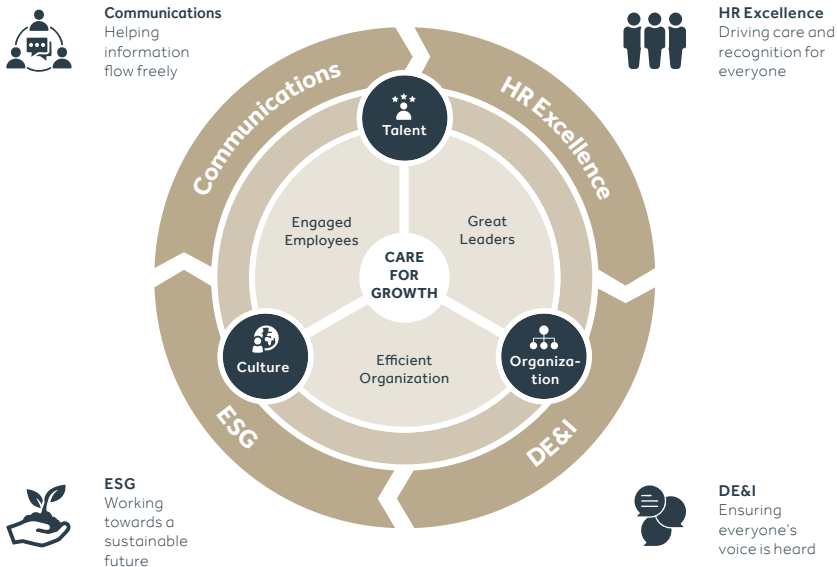 Communications
Helping
information
flow freely
HR Excellence
Driving care and
recognition for
everyone
Communications
HR Excellence
Talent
Engaged
Employees
Great
Leaders
CARE
FOR
GROWTH
Culture
Efficient
Organization
Organiza-
tion
ESG
DE&I
ESG
Working
towards a
sustainable
future
DE&I
Ensuring
everyone's
voice is heard